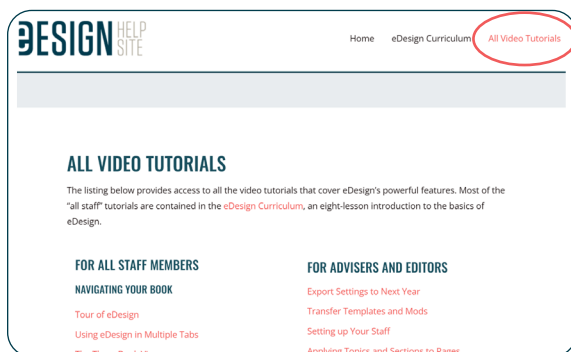 eDESIGN HELP SITE
Home eDesign Curriculum All Video Tutorials
ALL VIDEO TUTORIALS
The listing below provides access to all the video tutorials that cover eDesign's powerful features. Most of the
"all staff" tutorials are contained in the eDesign Curriculum, an eight-lesson introduction to the basics of
eDesign.
FOR ALL STAFF MEMBERS
NAVIGATING YOUR BOOK
Tour of eDesign
Using eDesign in Multiple Tabs
FOR ADVISERS AND EDITORS
Export Settings to Next Year
Transfer Templates and Mods
Setting up Your Staff
Applying Topics and Sections to Pages